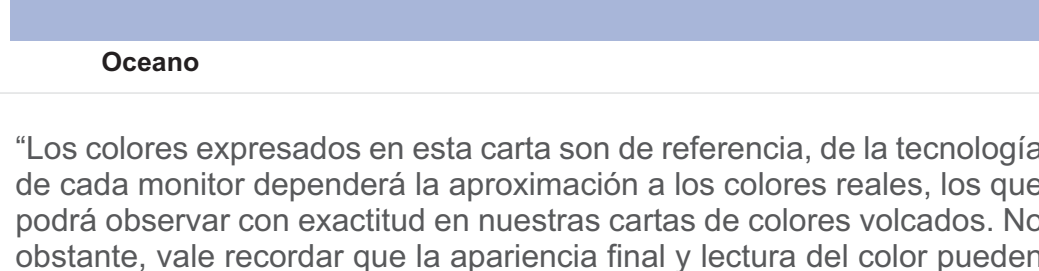 Oceano
“Los colores expresados en esta carta son de referencia, de la tecnología
de cada monitor dependerá la aproximación a los colores reales, los que
podrá observar con exactitud en nuestras cartas de colores volcados. No
obstante, vale recordar que la apariencia final y lectura del color pueden